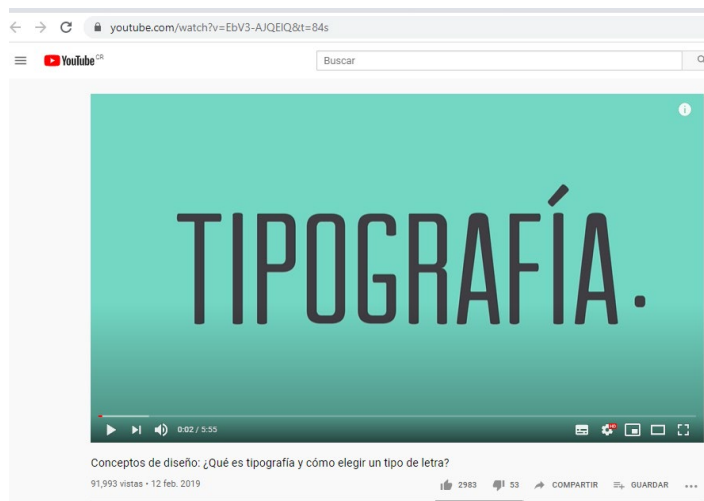 youtube.com/watch?v=EbV3-AJQEIQ&t=84s
YouTube CR
Buscar
TIPOGRAFÍA.
0:02 / 5:55
HD
Conceptos de diseño: ¿Qué es tipografía y cómo elegir un tipo de letra?
91,993 vistas • 12 feb. 2019
2983 53 COMPARTIR GUARDAR